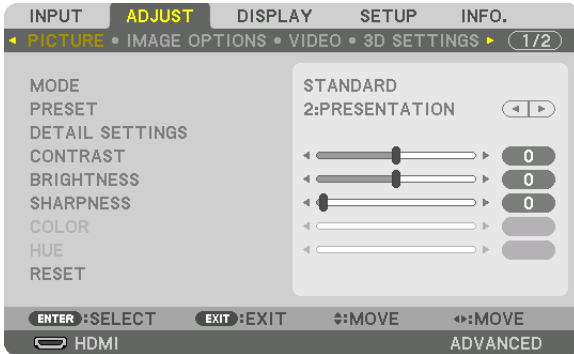 INPUT ADJUST DISPLAY SETUP INFO.
PICTURE • IMAGE OPTIONS • VIDEO • 3D SETTINGS 1/2
MODE STANDARD
PRESET 2:PRESENTATION
DETAIL SETTINGS
CONTRAST 0
BRIGHTNESS 0
SHARPNESS 0
COLOR
HUE
RESET
ENTER :SELECT EXIT :EXIT :MOVE :MOVE
HDMI ADVANCED